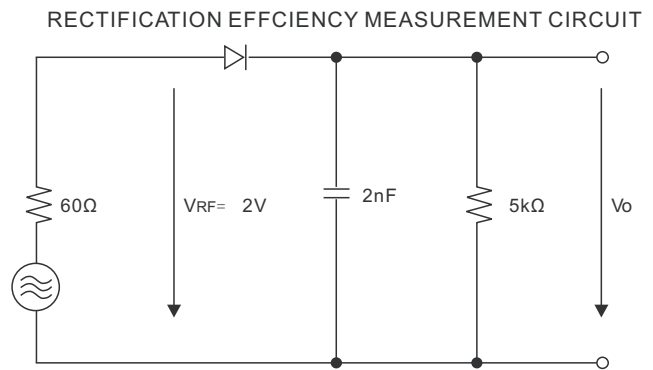 RECTIFICATION EFFCIENCY MEASUREMENT CIRCUIT
60Ω
VRF= 2V
2nF
5kΩ
Vo